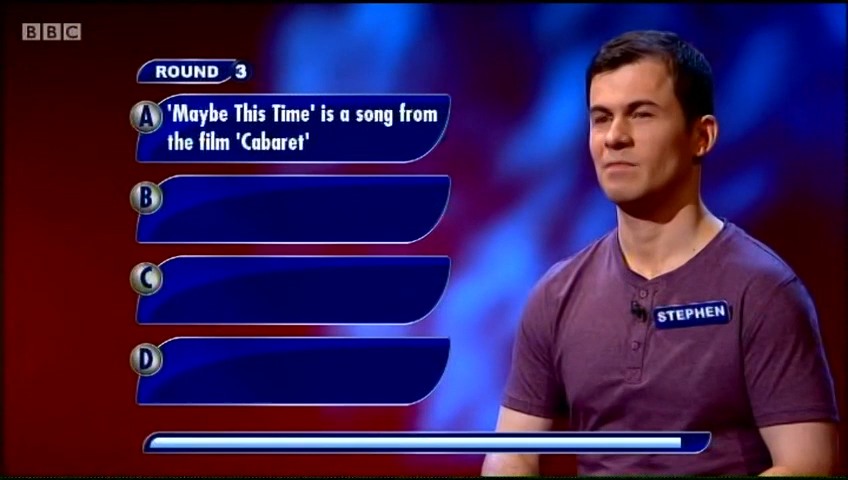 BBC
ROUND 3
A 'Maybe This Time' is a song from
the film 'Cabaret'
B
C
D
STEPHEN